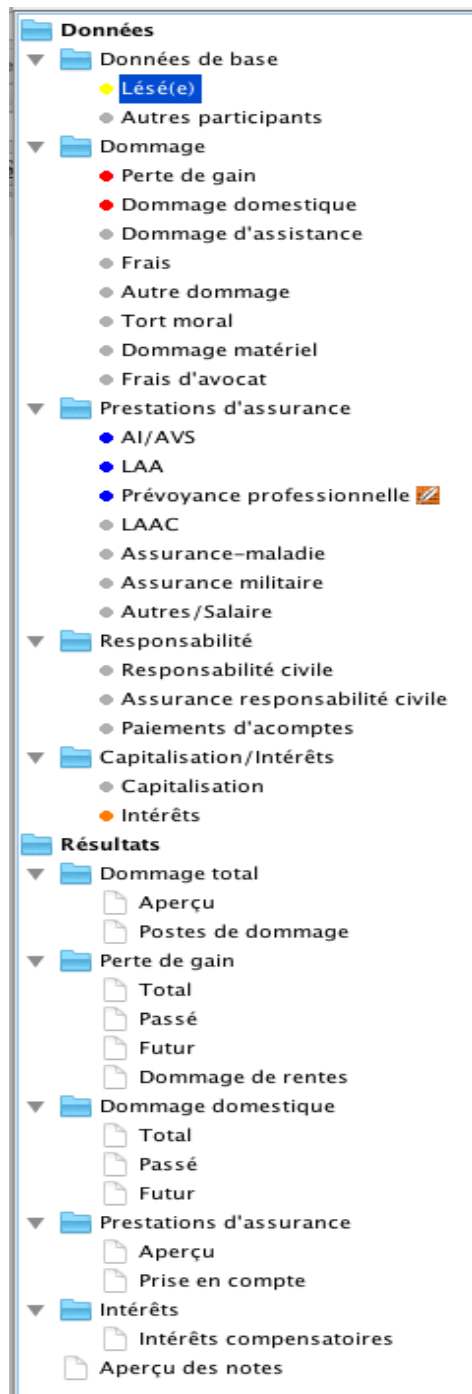 Données
Données de base
Lésé(e)
Autres participants
Dommage
Perte de gain
Dommage domestique
Dommage d'assistance
Frais
Autre dommage
Tort moral
Dommage matériel
Frais d'avocat
Prestations d'assurance
AI/AVS
LAA
Prévoyance professionnelle
LAAC
Assurance-maladie
Assurance militaire
Autres/Salaire
Responsabilité
Responsabilité civile
Assurance responsabilité civile
Paiements d'acomptes
Capitalisation/Intérêts
Capitalisation
Intérêts
Résultats
Dommage total
Aperçu
Postes de dommage
Perte de gain
Total
Passé
Futur
Dommage de rentes
Dommage domestique
Total
Passé
Futur
Prestations d'assurance
Aperçu
Prise en compte
Intérêts
Intérêts compensatoires
Aperçu des notes